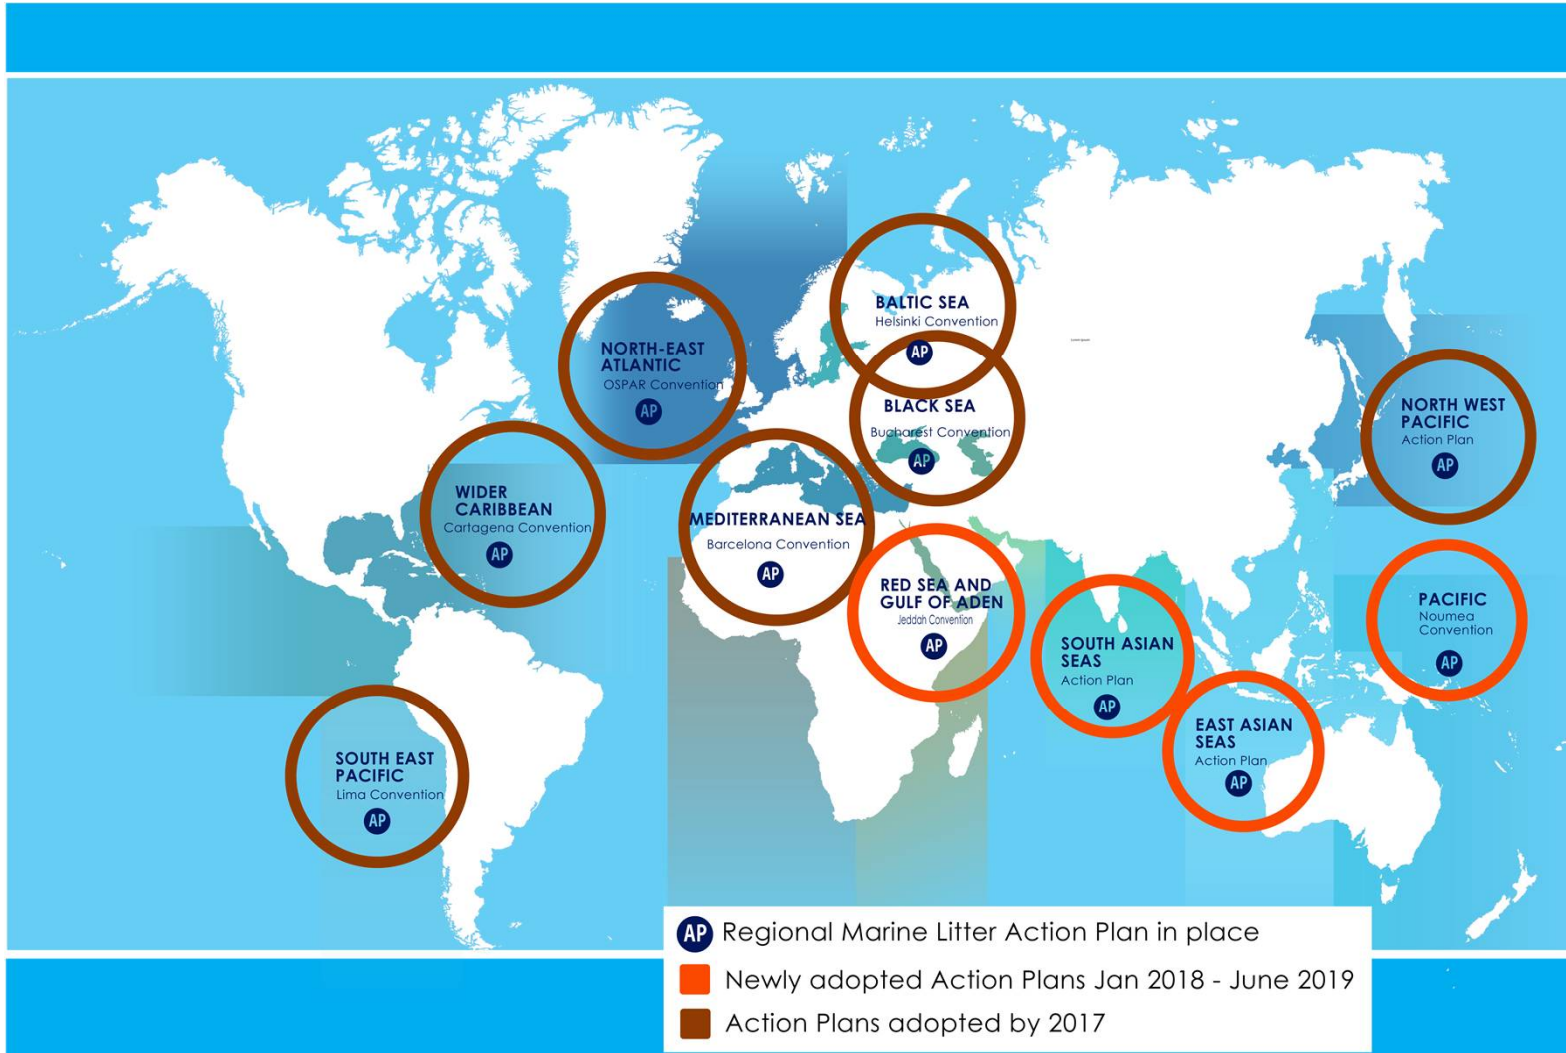 BALTIC SEA
Helsinki Convention
AP
NORTH-EAST
ATLANTIC
OSPAR Convention
AP
BLACK SEA
Bucharest Convention
AP
NORTH WEST
PACIFIC
Action Plan
AP
WIDER
CARIBBEAN
Cartagena Convention
AP
MEDITERRANEAN SEA
Barcelona Convention
AP
RED SEA AND
GULF OF ADEN
Jeddah Convention
AP
SOUTH ASIAN
SEAS
Action Plan
AP
PACIFIC
Noumea
Convention
AP
EAST ASIAN
SEAS
Action Plan
AP
SOUTH EAST
PACIFIC
Lima Convention
AP
AP Regional Marine Litter Action Plan in place
Newly adopted Action Plans Jan 2018 - June 2019
Action Plans adopted by 2017